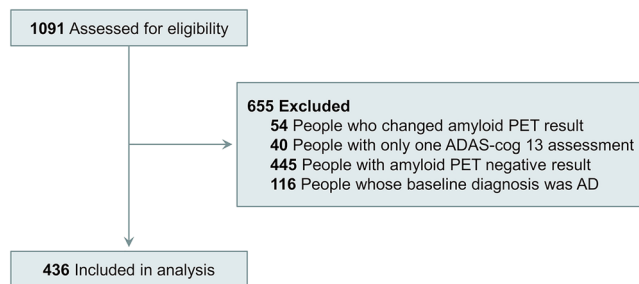 1091 Assessed for eligibility
655 Excluded
54 People who changed amyloid PET result
40 People with only one ADAS-cog 13 assessment
445 People with amyloid PET negative result
116 People whose baseline diagnosis was AD
436 Included in analysis